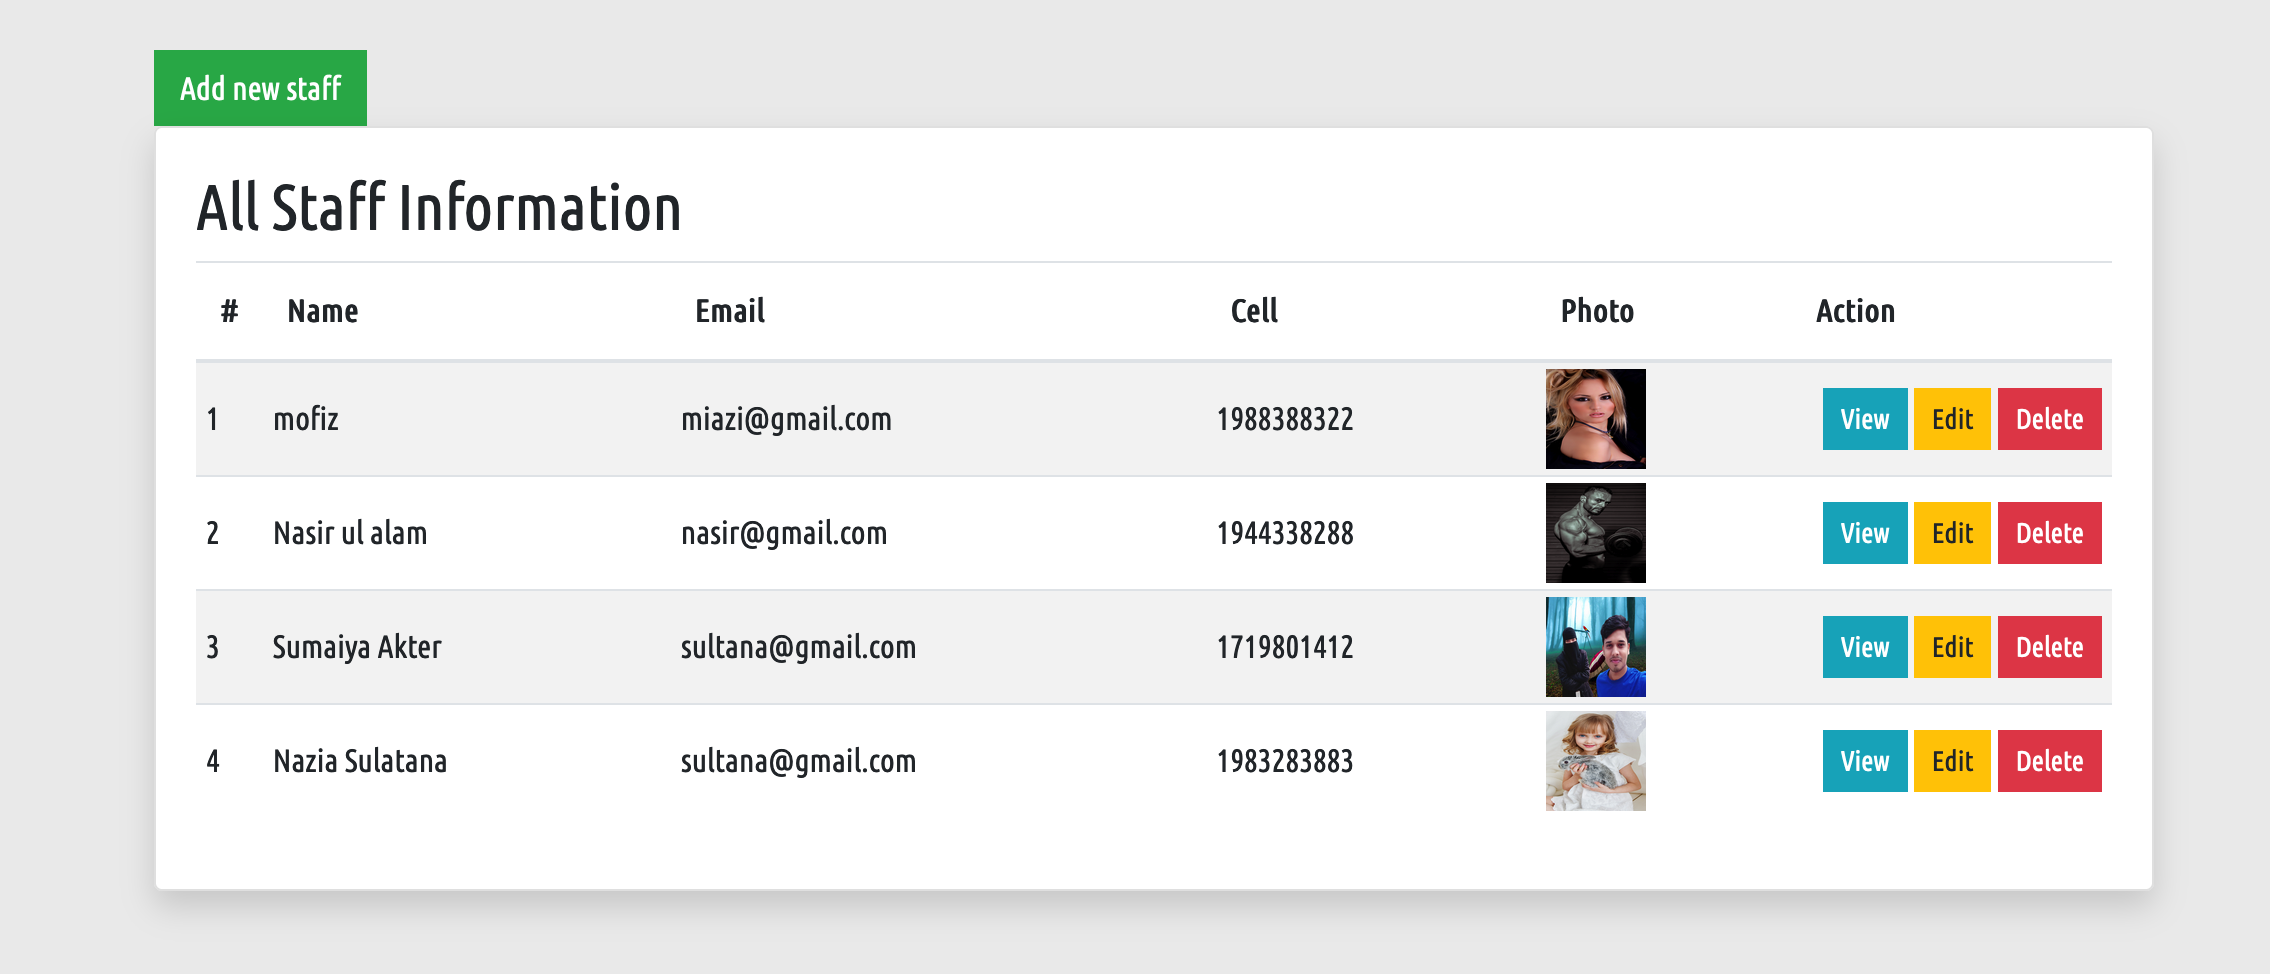 Add new staff
All Staff Information
# Name Email Cell Photo Action
1 mofiz miazi@gmail.com 1988388322 View Edit Delete
2 Nasir ul alam nasir@gmail.com 1944338288 View Edit Delete
3 Sumaiya Akter sultana@gmail.com 1719801412 View Edit Delete
4 Nazia Sulatana sultana@gmail.com 1983283883 View Edit Delete